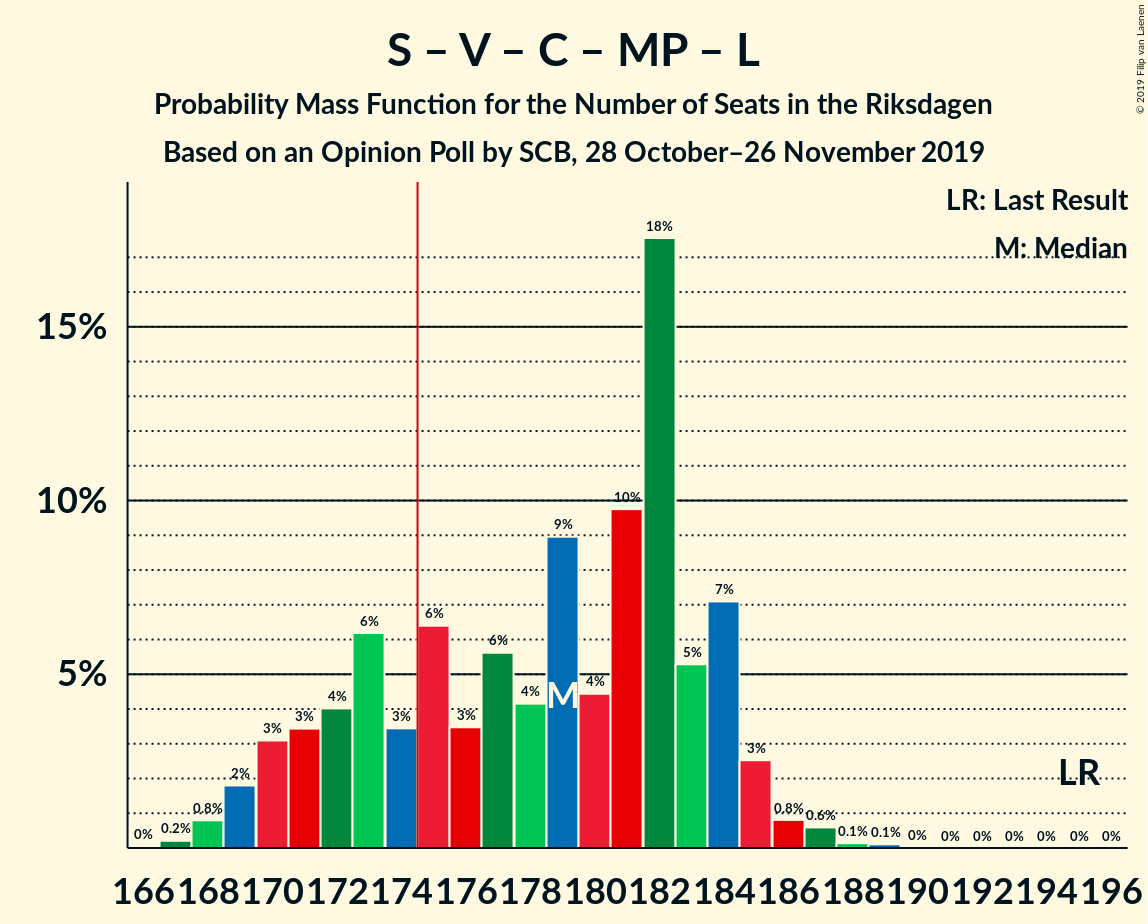 S – V – C – MP – L
Probability Mass Function for the Number of Seats in the Riksdagen
Based on an Opinion Poll by SCB, 28 October–26 November 2019
© 2019 Filip van Laenen
LR: Last Result
M: Median
15%
10%
5%
0% 0.2% 0.8% 2% 3% 3% 4% 6% 3% 6% 3% 6% 4% 9% 4% 10% 18% 5% 7% 3% 0.8% 0.6% 0.1% 0.1% 0% 0% 0% 0% 0% 0% 0%
M
LR
166 168 170 172 174 176 178 180 182 184 186 188 190 192 194 196